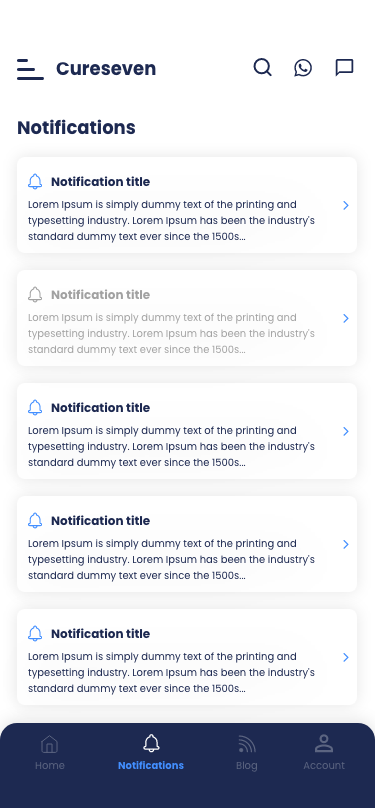 Cureseven
Notifications
Notification title
Lorem Ipsum is simply dummy text of the printing and
typesetting industry. Lorem Ipsum has been the industry's
standard dummy text ever since the 1500s...
Notification title
Lorem Ipsum is simply dummy text of the printing and
typesetting industry. Lorem Ipsum has been the industry's
standard dummy text ever since the 1500s...
Notification title
Lorem Ipsum is simply dummy text of the printing and
typesetting industry. Lorem Ipsum has been the industry's
standard dummy text ever since the 1500s...
Notification title
Lorem Ipsum is simply dummy text of the printing and
typesetting industry. Lorem Ipsum has been the industry's
standard dummy text ever since the 1500s...
Notification title
Lorem Ipsum is simply dummy text of the printing and
typesetting industry. Lorem Ipsum has been the industry's
standard dummy text ever since the 1500s...
Home Notifications Blog Account